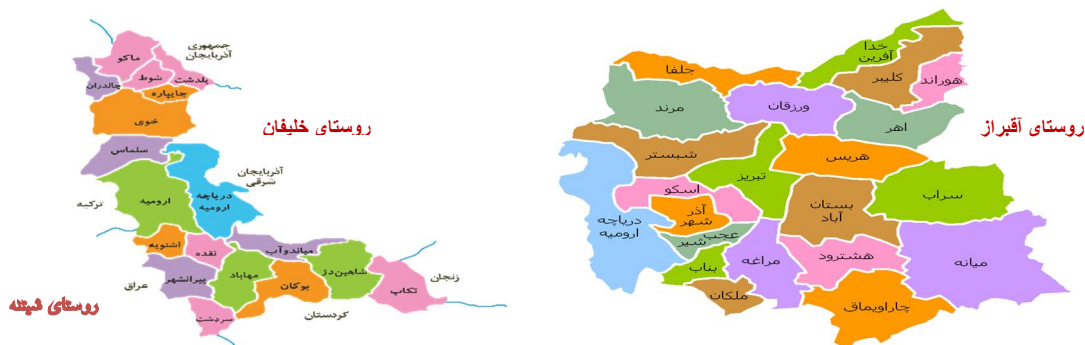 جمهوری
آذربایجان
ماکو
پلدشت
شوط
چالدران
چایپاره
خوی
سلماس
آذربایجان
شرقی
دریاچه
ارومیه
ارومیه
ترکیه
اشنویه
نقده
میاندوآب
شاهین‌دژ
زنجان
تکاب
مهاباد
بوکان
پیرانشهر
عراق
سردشت
کردستان
روستای خلیفان
روستای شیننه
خدا
آفرین
کلیبر
هوراند
جلفا
مرند
ورزقان
اهر
روستای آقبراز
شبستر
هریس
تبریز
سراب
اسکو
آذر
شهر
بستان
آباد
دریاچه
ارومیه
عجب
شیر
هشترود
میانه
مراغه
بناب
ملکان
چاراویماق